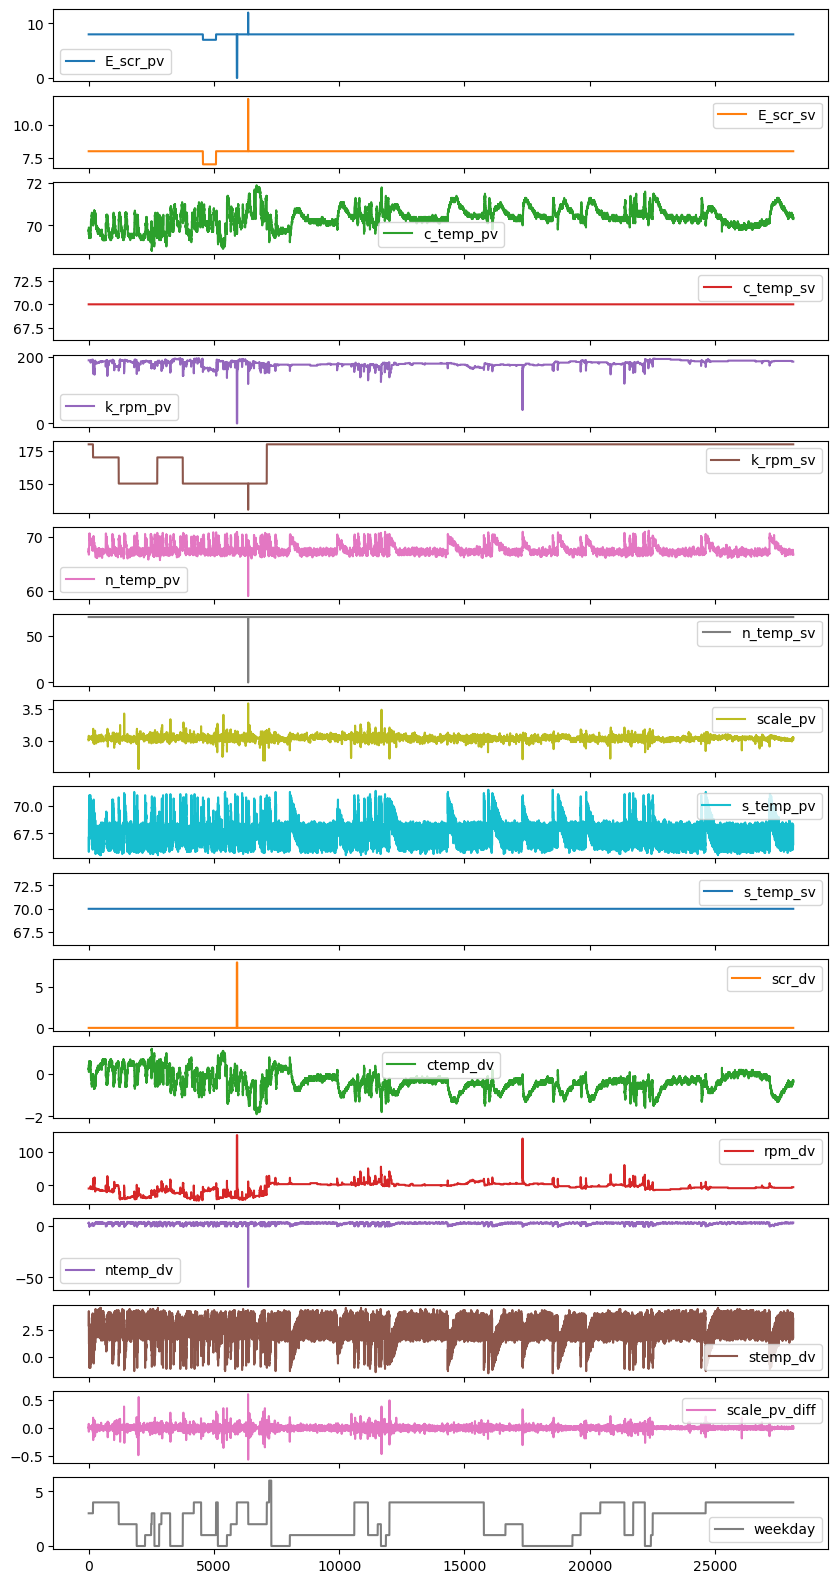 10
0
E_scr_pv
10.0
7.5
E_scr_sv
72
70
c_temp_pv
72.5
70.0
67.5
c_temp_sv
200
0
k_rpm_pv
175
150
k_rpm_sv
70
60
n_temp_pv
50
0
n_temp_sv
3.5
3.0
scale_pv
70.0
67.5
s_temp_pv
72.5
70.0
67.5
s_temp_sv
5
0
scr_dv
0
−2
ctemp_dv
100
0
rpm_dv
0
−50
ntemp_dv
2.5
0.0
stemp_dv
0.5
0.0
−0.5
scale_pv_diff
5
0
weekday
0 5000 10000 15000 20000 25000